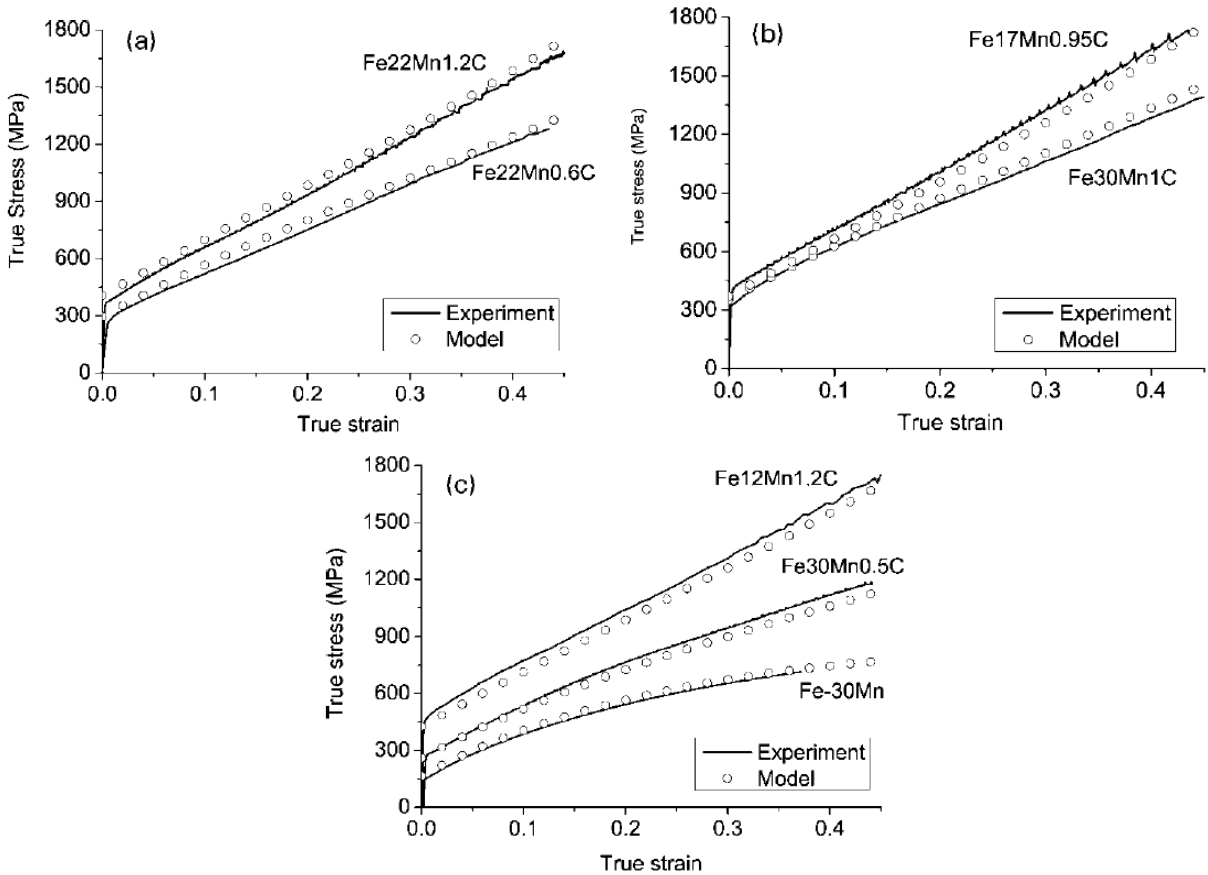 (a)
Fe22Mn1.2C
Fe22Mn0.6C
True Stress (MPa)
1800
1500
1200
900
600
300
0
Experiment
Model
0.0 0.1 0.2 0.3 0.4
True strain
(b)
Fe17Mn0.95C
Fe30Mn1C
True Stress (MPa)
1800
1500
1200
900
600
300
0
Experiment
Model
0.0 0.1 0.2 0.3 0.4
True strain
(c)
Fe12Mn1.2C
Fe30Mn0.5C
Fe-30Mn
True stress (MPa)
1800
1500
1200
900
600
300
0
Experiment
Model
0.0 0.1 0.2 0.3 0.4
True strain